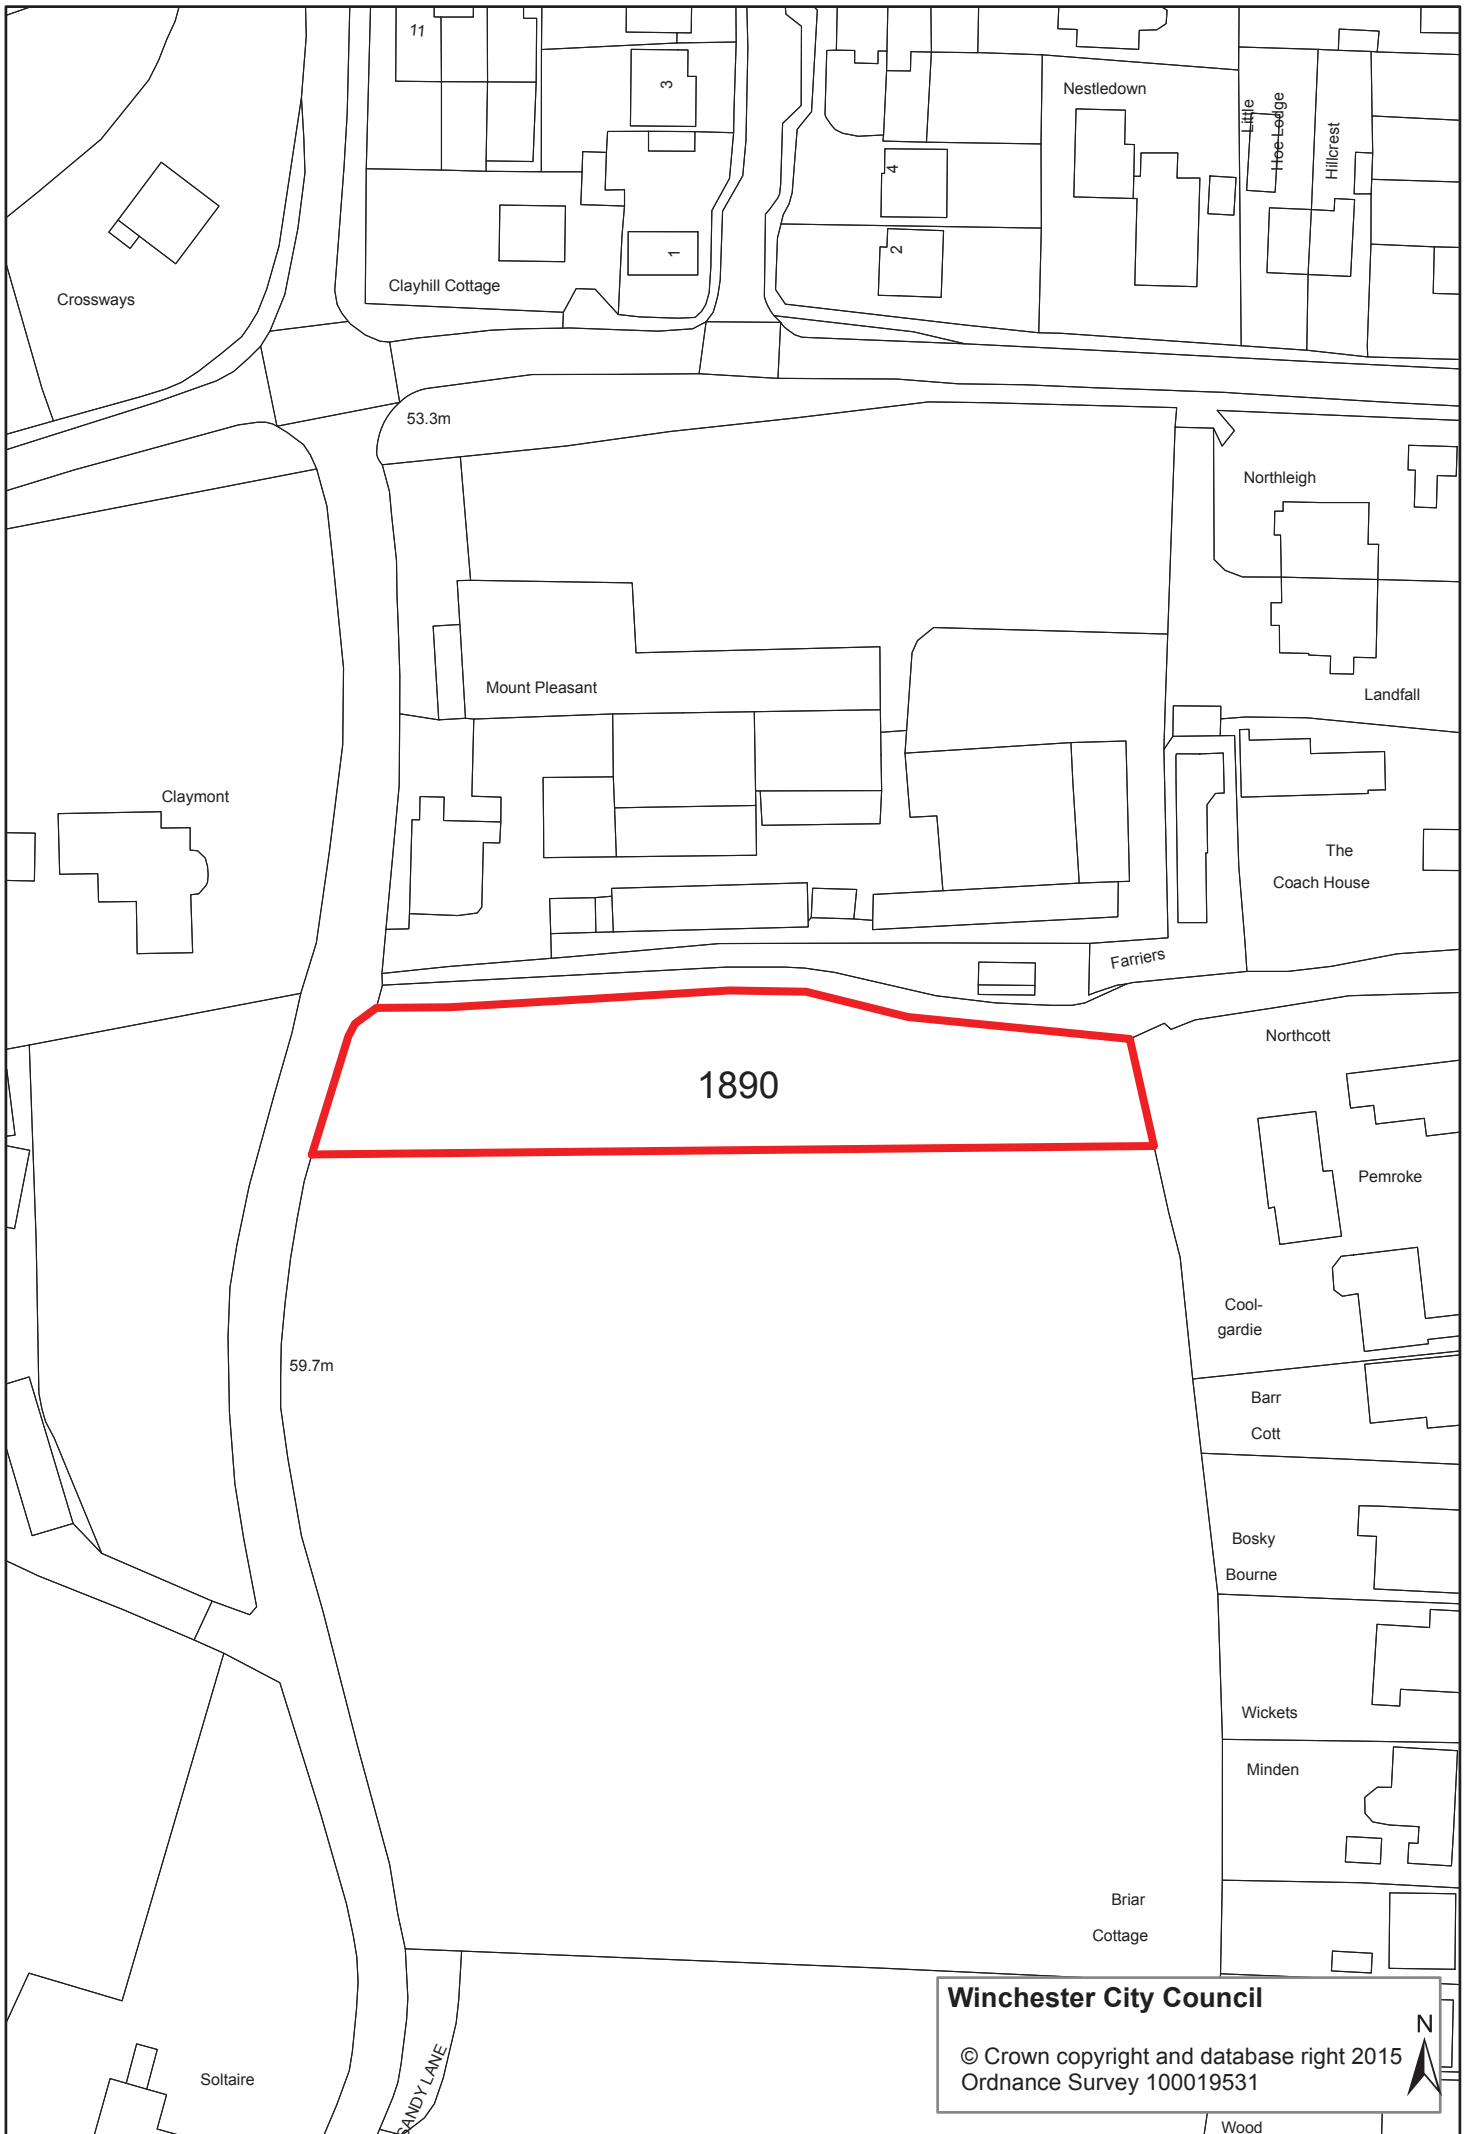 11
3
Nestledown
Little
Hoe Lodge
Hillcrest
4
1
2
Clayhill Cottage
Crossways
53.3m
Northleigh
Mount Pleasant
Landfall
Claymont
The
Coach House
Farriers
Northcott
1890
Pemroke
Cool-
gardie
59.7m
Barr
Cott
Bosky
Bourne
Wickets
Minden
Briar
Cottage
Winchester City Council
N
© Crown copyright and database right 2015
Ordnance Survey 100019531
SANDY LANE
Soltaire
Wood